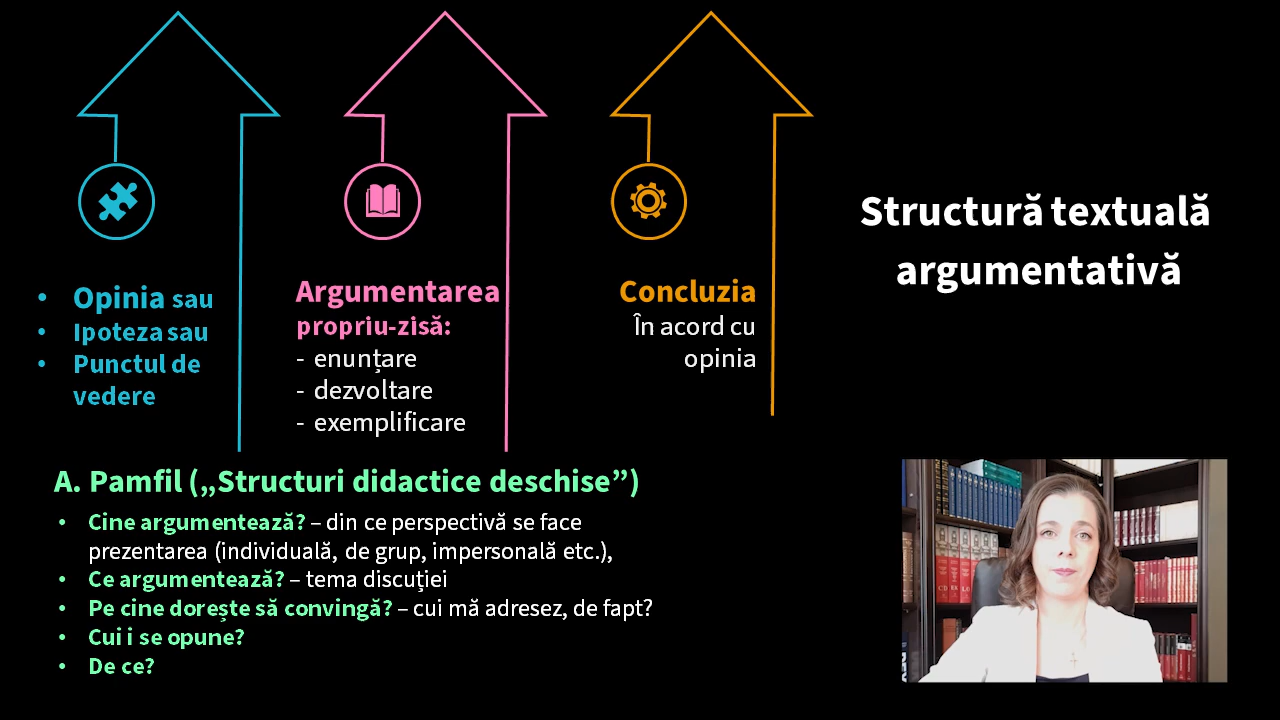 Structură textuală
argumentativă
• Opinia sau
• Ipoteza sau
• Punctul de
vedere
Argumentarea
propriu-zisă:
- enunțare
- dezvoltare
- exemplificare
Concluzia
În acord cu
opinia
A. Pamfil („Structuri didactice deschise”)
• Cine argumentează? – din ce perspectivă se face
prezentarea (individuală, de grup, impersonală etc.),
• Ce argumentează? – tema discuției
• Pe cine dorește să convingă? – cui mă adresez, de fapt?
• Cui i se opune?
• De ce?